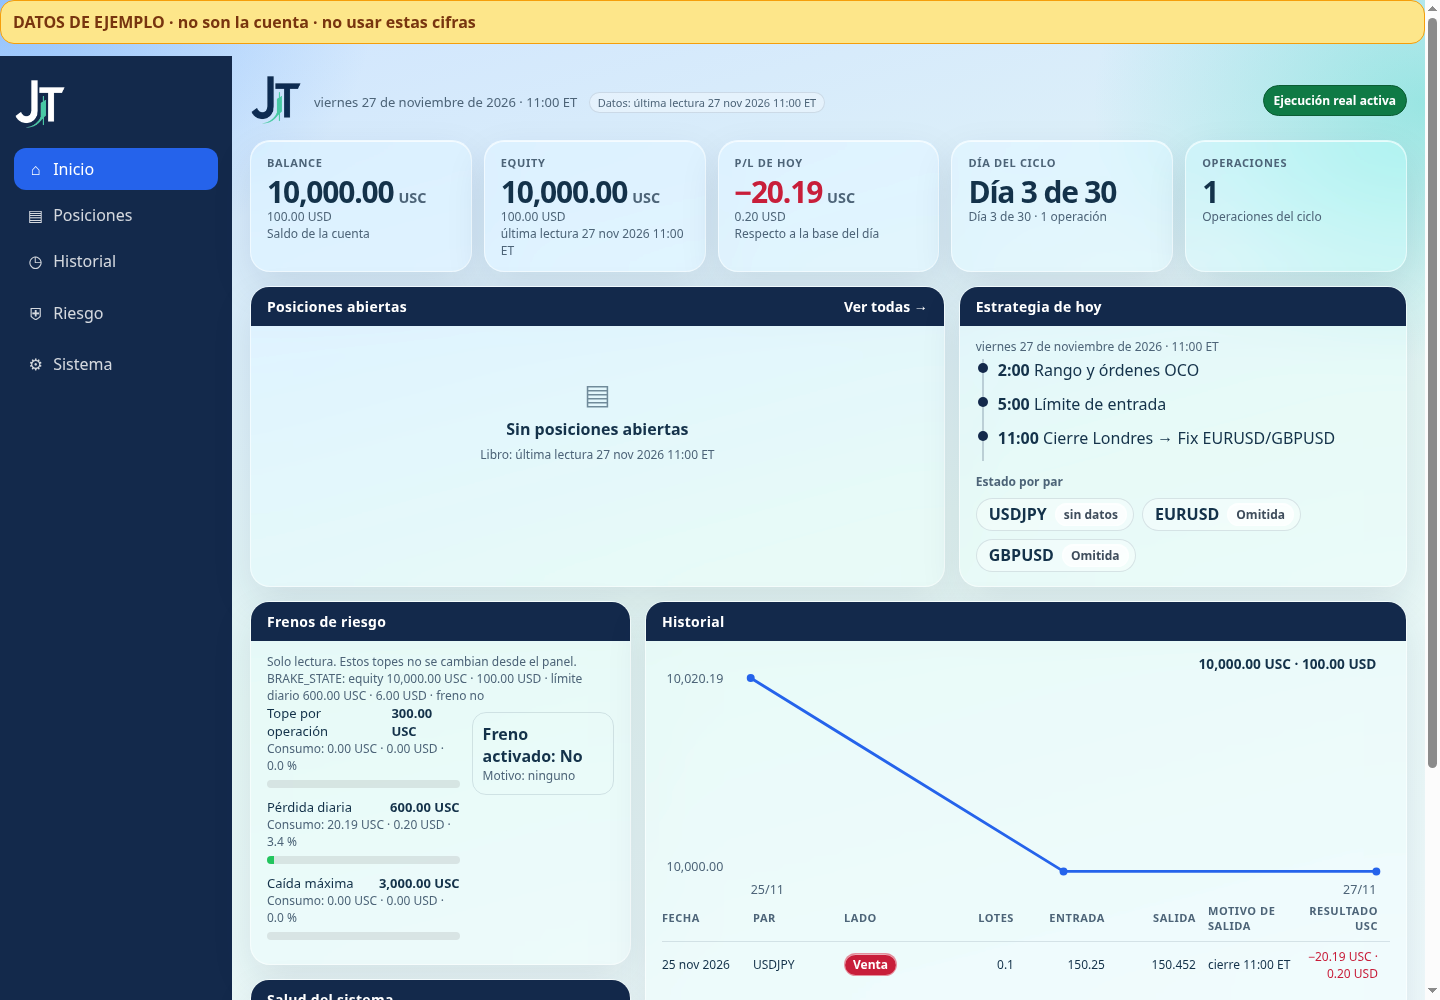 DATOS DE EJEMPLO · no son la cuenta · no usar estas cifras
JT
Inicio
Posiciones
Historial
Riesgo
Sistema
JT
viernes 27 de noviembre de 2026 · 11:00 ET
Datos: última lectura 27 nov 2026 11:00 ET
Ejecución real activa
BALANCE
10,000.00 USC
100.00 USD
Saldo de la cuenta
EQUITY
10,000.00 USC
100.00 USD
última lectura 27 nov 2026 11:00
ET
P/L DE HOY
−20.19 USC
0.20 USD
Respecto a la base del día
DÍA DEL CICLO
Día 3 de 30
Día 3 de 30 · 1 operación
OPERACIONES
1
Operaciones del ciclo
Posiciones abiertas
Ver todas →
Sin posiciones abiertas
Libro: última lectura 27 nov 2026 11:00 ET
Estrategia de hoy
viernes 27 de noviembre de 2026 · 11:00 ET
2:00 Rango y órdenes OCO
5:00 Límite de entrada
11:00 Cierre Londres → Fix EURUSD/GBPUSD
Estado por par
USDJPY sin datos
EURUSD Omitida
GBPUSD Omitida
Frenos de riesgo
Solo lectura. Estos topes no se cambian desde el panel.
BRAKE_STATE: equity 10,000.00 USC · 100.00 USD · límite
diario 600.00 USC · 6.00 USD · freno no
Tope por
operación
300.00
USC
Consumo: 0.00 USC · 0.00 USD ·
0.0 %
Pérdida diaria 600.00 USC
Consumo: 20.19 USC · 0.20 USD ·
3.4 %
Caída máxima 3,000.00 USC
Consumo: 0.00 USC · 0.00 USD ·
0.0 %
Freno
activado: No
Motivo: ninguno
Historial
10,000.00 USC · 100.00 USD
10,020.19
10,000.00
25/11
27/11
FECHA PAR LADO LOTES ENTRADA SALIDA MOTIVO DE SALIDA RESULTADO USC
25 nov 2026 USDJPY Venta 0.1 150.25 150.452 cierre 11:00 ET −20.19 USC · 0.20 USD
Salud del sistema